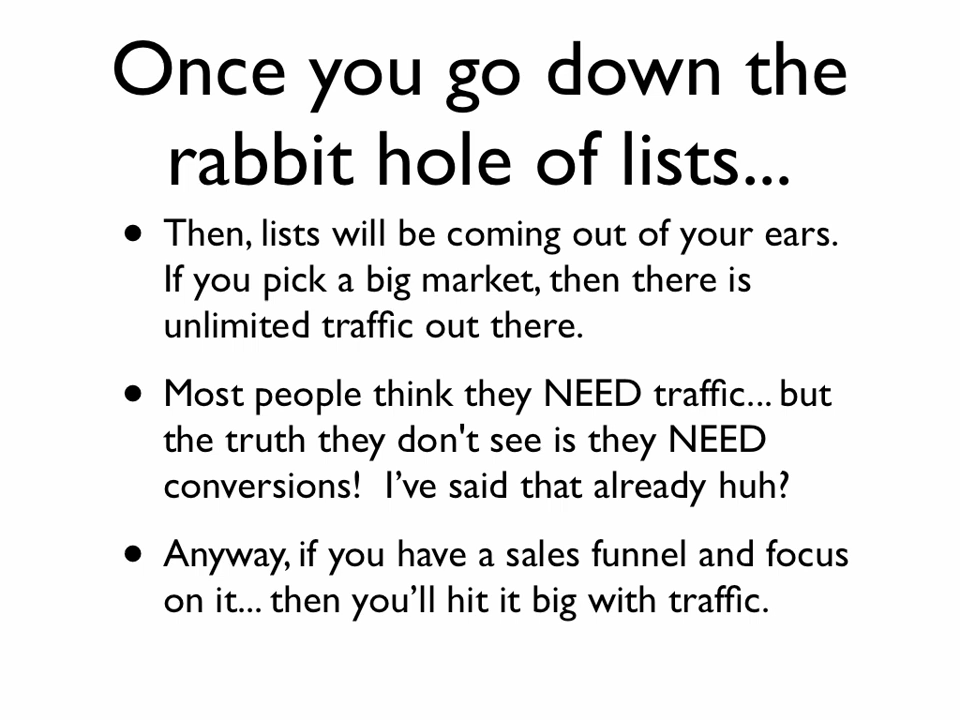 Once you go down the
rabbit hole of lists...
• Then, lists will be coming out of your ears.
If you pick a big market, then there is
unlimited traffic out there.
• Most people think they NEED traffic... but
the truth they don't see is they NEED
conversions!  I’ve said that already huh?
• Anyway, if you have a sales funnel and focus
on it... then you’ll hit it big with traffic.